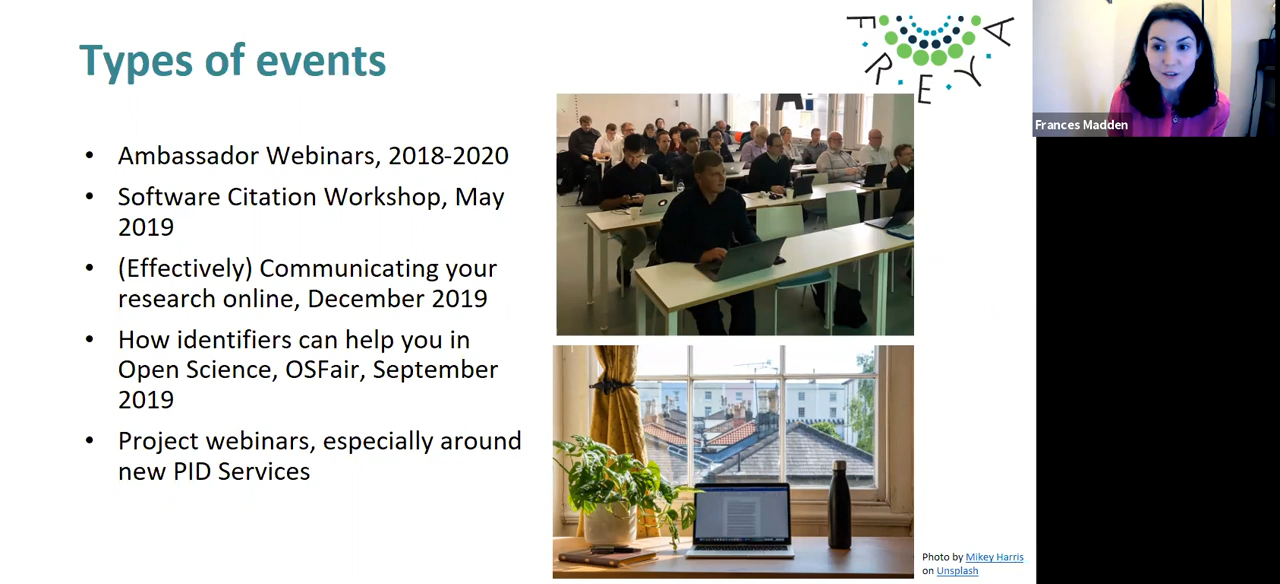 Types of events
FREYA
Frances Madden
• Ambassador Webinars, 2018-2020
• Software Citation Workshop, May
2019
• (Effectively) Communicating your
research online, December 2019
• How identifiers can help you in
Open Science, OSFair, September
2019
• Project webinars, especially around
new PID Services
Photo by Mikey Harris
on Unsplash